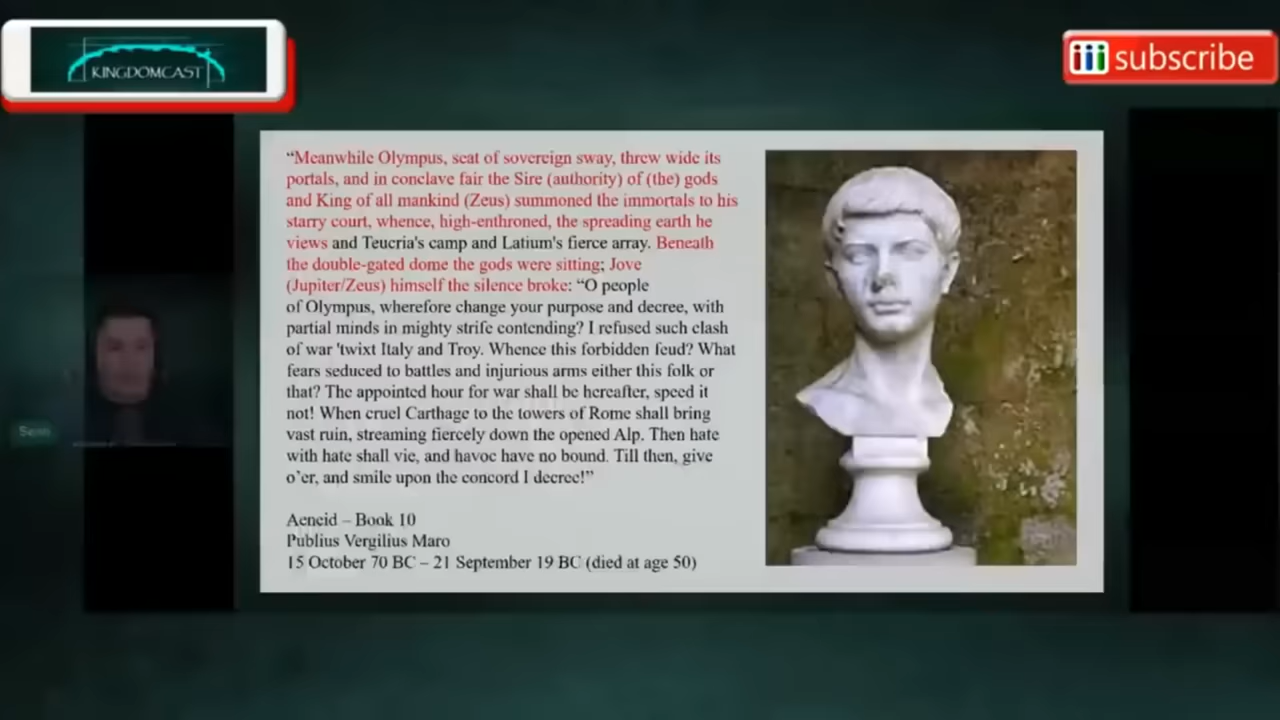 KINGDOMCAST
subscribe
“Meanwhile Olympus, seat of sovereign sway, threw wide its
portals, and in conclave fair the Sire (authority) of (the) gods
and King of all mankind (Zeus) summoned the immortals to his
starry court, whence, high-enthroned, the spreading earth he
views and Teucria's camp and Latium's fierce array. Beneath
the double-gated dome the gods were sitting; Jove
(Jupiter/Zeus) himself the silence broke: “O people
of Olympus, wherefore change your purpose and decree, with
partial minds in mighty strife contending? I refused such clash
of war 'twixt Italy and Troy. Whence this forbidden feud? What
fears seduced to battles and injurious arms either this folk or
that? The appointed hour for war shall be hereafter, speed it
not! When cruel Carthage to the towers of Rome shall bring
vast ruin, streaming fiercely down the opened Alp. Then hate
with hate shall vie, and havoc have no bound. Till then, give
o’er, and smile upon the concord I decree!”
Aeneid – Book 10
Publius Vergilius Maro
15 October 70 BC – 21 September 19 BC (died at age 50)
Sean